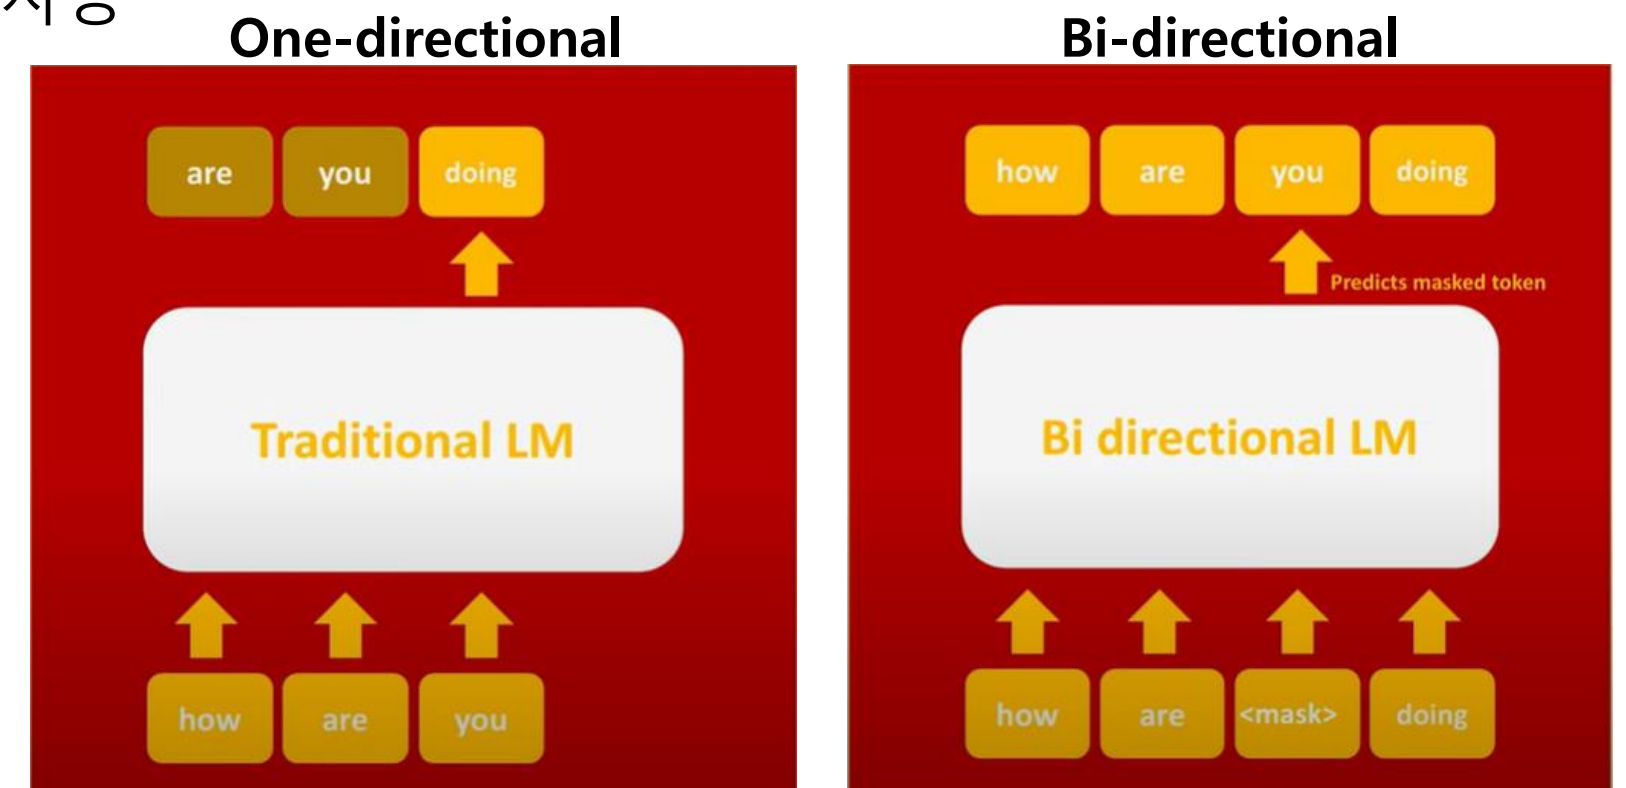 One-directional
Bi-directional
are you doing
Traditional LM
how are you
how are you doing
Predicts masked token
Bi directional LM
how are <mask> doing